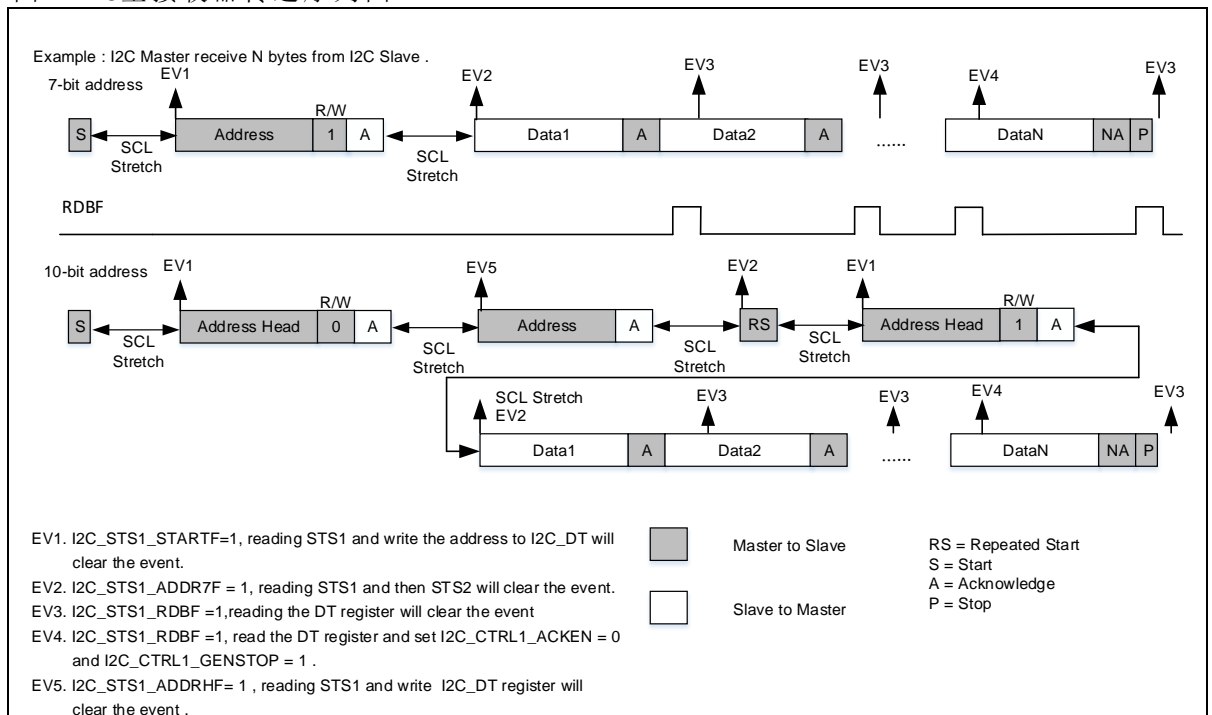 Example : I2C Master receive N bytes from I2C Slave .
7-bit address
EV1
EV2
EV3
EV3
EV4
EV3
R/W
S
Address
1
A
Data1
A
Data2
A
......
DataN
NA
P
SCL
Stretch
SCL
Stretch
RDBF
10-bit address
EV1
EV5
EV2
EV1
R/W
R/W
S
Address Head
0
A
Address
A
RS
Address Head
1
A
SCL
Stretch
SCL
Stretch
SCL
Stretch
SCL
Stretch
SCL Stretch
EV2
EV3
EV3
EV4
EV3
Data1
A
Data2
A
......
DataN
NA
P
EV1. I2C_STS1_STARTF=1, reading STS1 and write the address to I2C_DT will
clear the event.
EV2. I2C_STS1_ADDR7F = 1, reading STS1 and then STS2 will clear the event.
EV3. I2C_STS1_RDBF =1,reading the DT register will clear the event
EV4. I2C_STS1_RDBF =1, read the DT register and set I2C_CTRL1_ACKEN = 0
and I2C_CTRL1_GENSTOP = 1 .
EV5. I2C_STS1_ADDRHF= 1 , reading STS1 and write I2C_DT register will
clear the event .
Master to Slave
Slave to Master
RS = Repeated Start
S = Start
A = Acknowledge
P = Stop